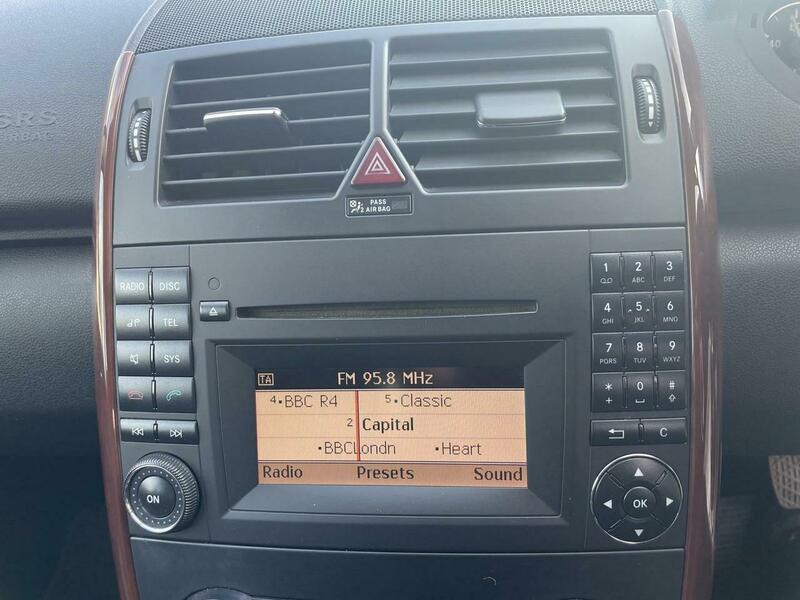 SRS
AIRBAG
40
PASS
AIR BAG
2
RADIO
DISC
TEL
SYS
ON
TA
FM 95.8 MHz
4▪BBC R4
5▪Classic
2 Capital
▪BBCLondn
▪Heart
Radio Presets Sound
1
2 ABC
3 DEF
4 GHI
5 JKL
6 MNO
7 PQRS
8 TUV
9 WXYZ
* +
0
#
C
OK